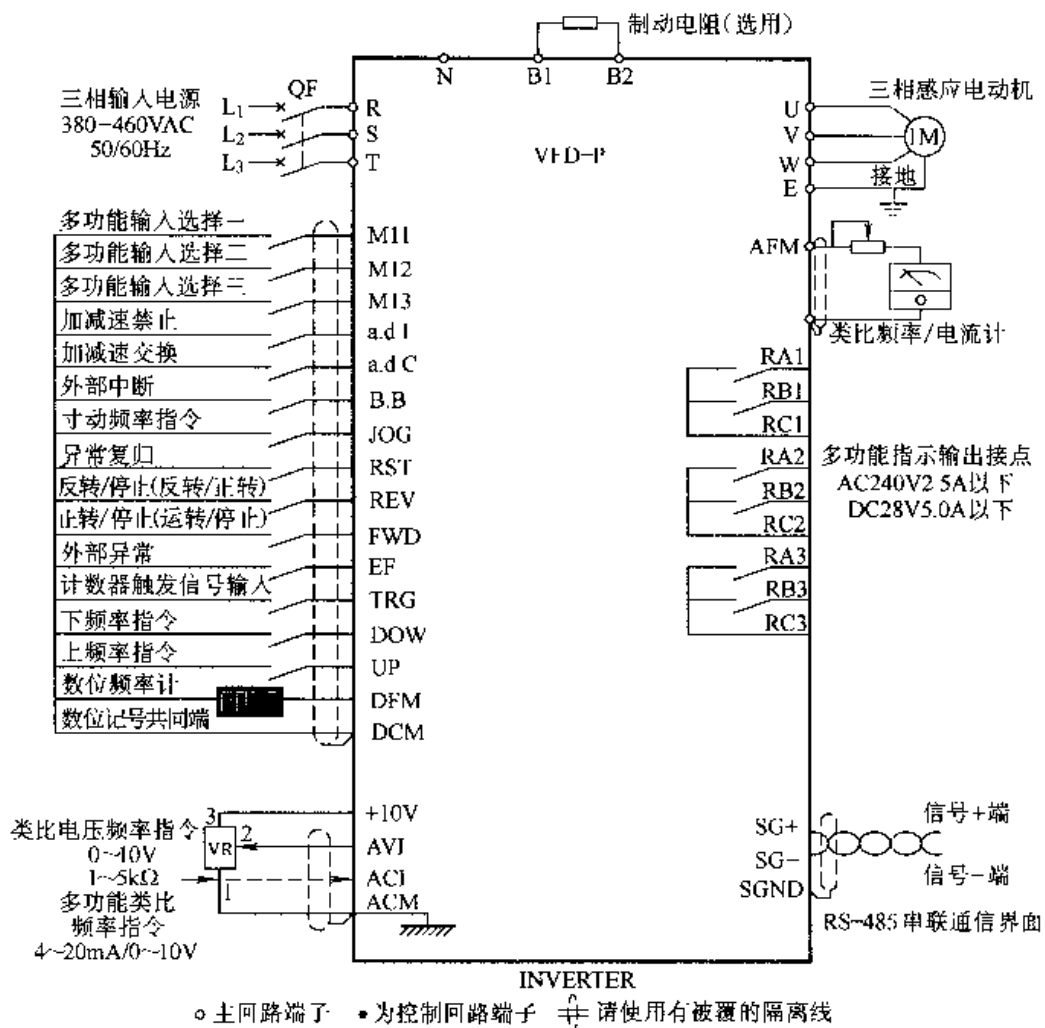 制动电阻(选用)
N
B1
B2
三相输入电源
380-460VAC
50/60Hz
QF
L1
L2
L3
R
S
T
VFD-P
三相感应电动机
U
V
W
E
1M
接地
多功能输入选择一
M11
多功能输入选择二
M12
多功能输入选择三
M13
加减速禁止
a.d I
加减速交换
a.d C
外部中断
B.B
寸动频率指令
JOG
异常复归
RST
反转/停止(反转/正转)
REV
正转/停止(运转/停止)
FWD
外部异常
EF
计数器触发信号输入
TRG
下频率指令
DOW
上频率指令
UP
数位频率计
DFM
数位记号共同端
DCM
AFM
类比频率/电流计
RA1
RB1
RC1
RA2
RB2
RC2
RA3
RB3
RC3
多功能指示输出接点
AC240V2 5A以下
DC28V5.0A以下
类比电压频率指令
0~10V
1~5kΩ
多功能类比
频率指令
4~20mA/0~10V
3
VR
2
1
+10V
AVI
ACI
ACM
SG+
SG-
SGND
信号+端
信号-端
RS-485串联通信界面
INVERTER
主回路端子 为控制回路端子 请使用有被覆的隔离线